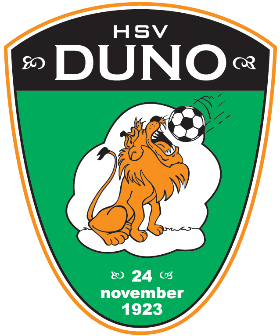 HSV
DUNO
24
november
1923